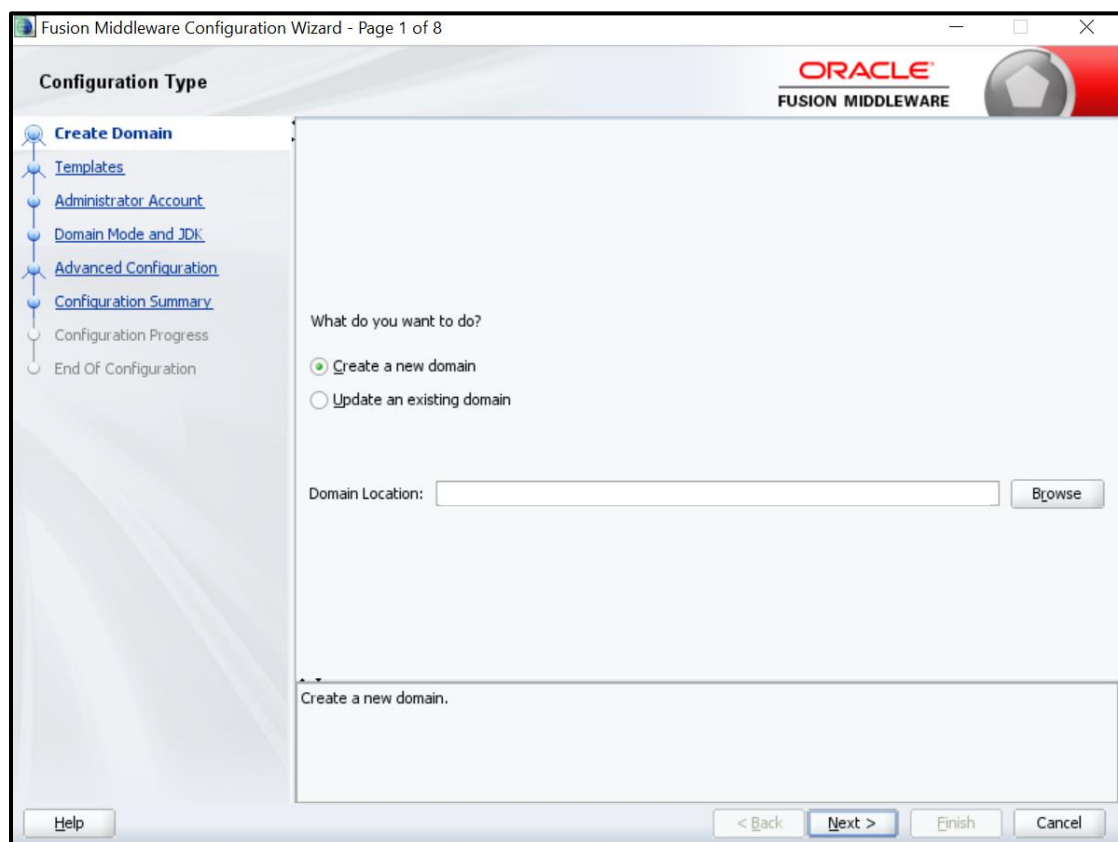 Fusion Middleware Configuration Wizard - Page 1 of 8
Configuration Type
ORACLE
FUSION MIDDLEWARE
Create Domain
Templates
Administrator Account
Domain Mode and JDK
Advanced Configuration
Configuration Summary
Configuration Progress
End Of Configuration
What do you want to do?
Create a new domain
Update an existing domain
Domain Location:
Browse
Create a new domain.
Help
< Back
Next >
Finish
Cancel